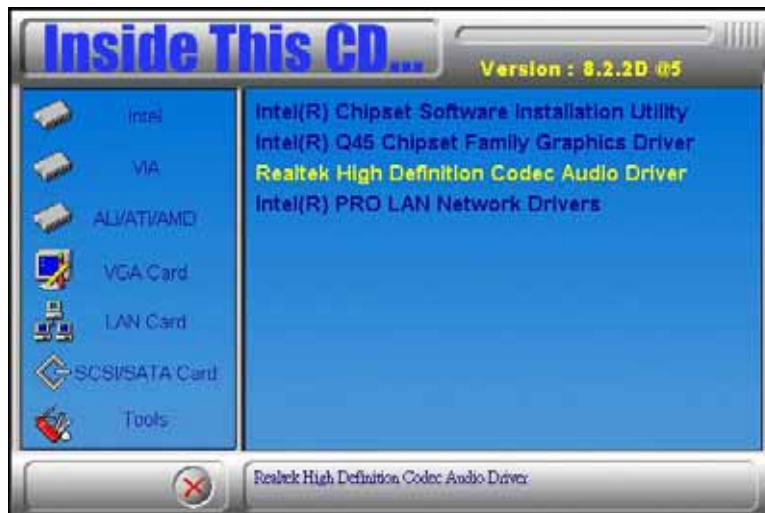 Inside This CD...
Version : 8.2.2D @5
Intel
VIA
ALI/ATI/AMD
VGA Card
LAN Card
SCSI/SATA Card
Tools
Intel(R) Chipset Software Installation Utility
Intel(R) Q45 Chipset Family Graphics Driver
Realtek High Definition Codec Audio Driver
Intel(R) PRO LAN Network Drivers
Realtek High Definition Codec Audio Driver